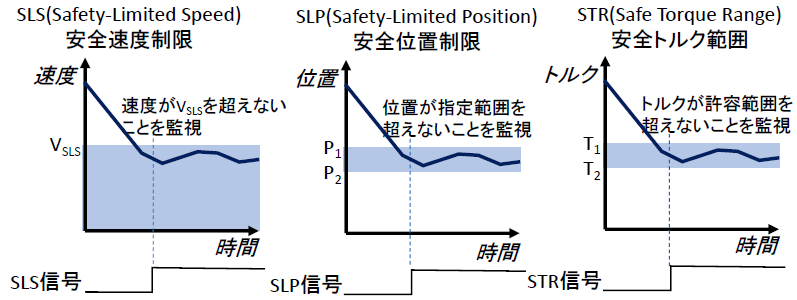 SLS(Safety-Limited Speed)
安全速度制限
速度
速度がVSLSを超えない
ことを監視
VSLS
時間
SLS信号
SLP(Safety-Limited Position)
安全位置制限
位置
位置が指定範囲を
超えないことを監視
P1
P2
時間
SLP信号
STR(Safe Torque Range)
安全トルク範囲
トルク
トルクが許容範囲を
超えないことを監視
T1
T2
時間
STR信号